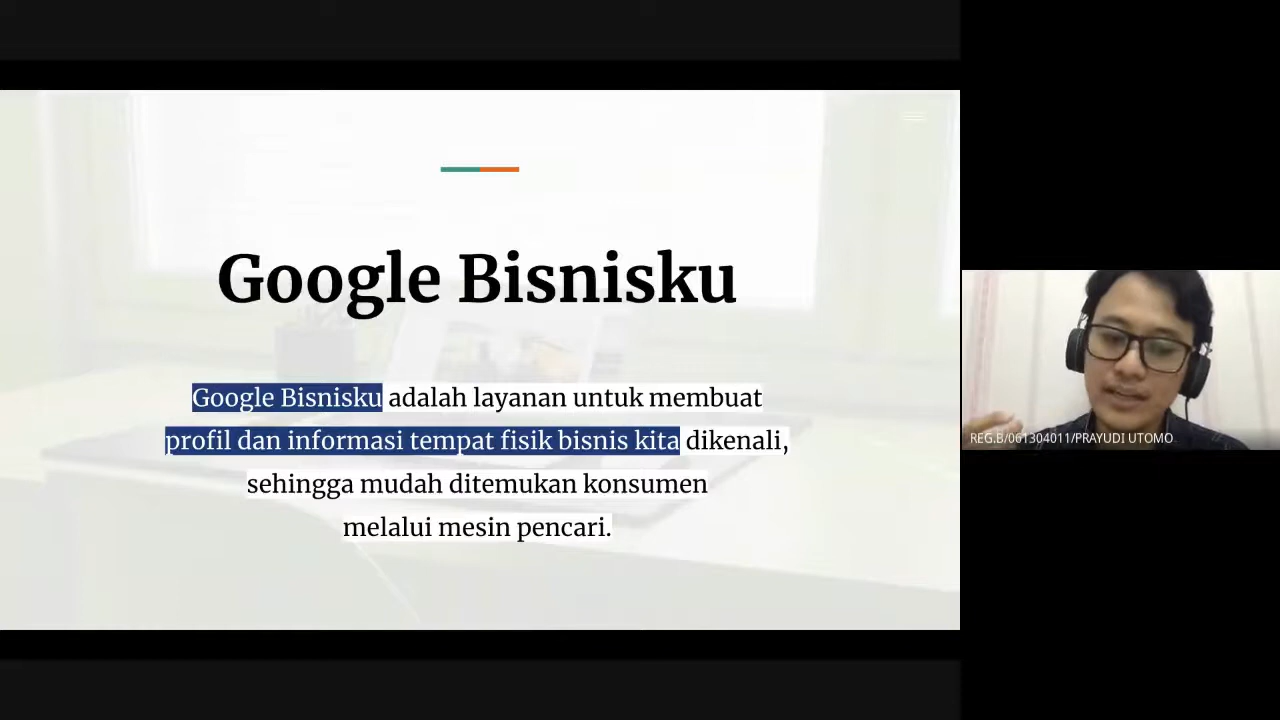 Google Bisnisku
Google Bisnisku adalah layanan untuk membuat
profil dan informasi tempat fisik bisnis kita dikenali,
sehingga mudah ditemukan konsumen
melalui mesin pencari.
REG.B/061304011/PRAYUDI UTOMO